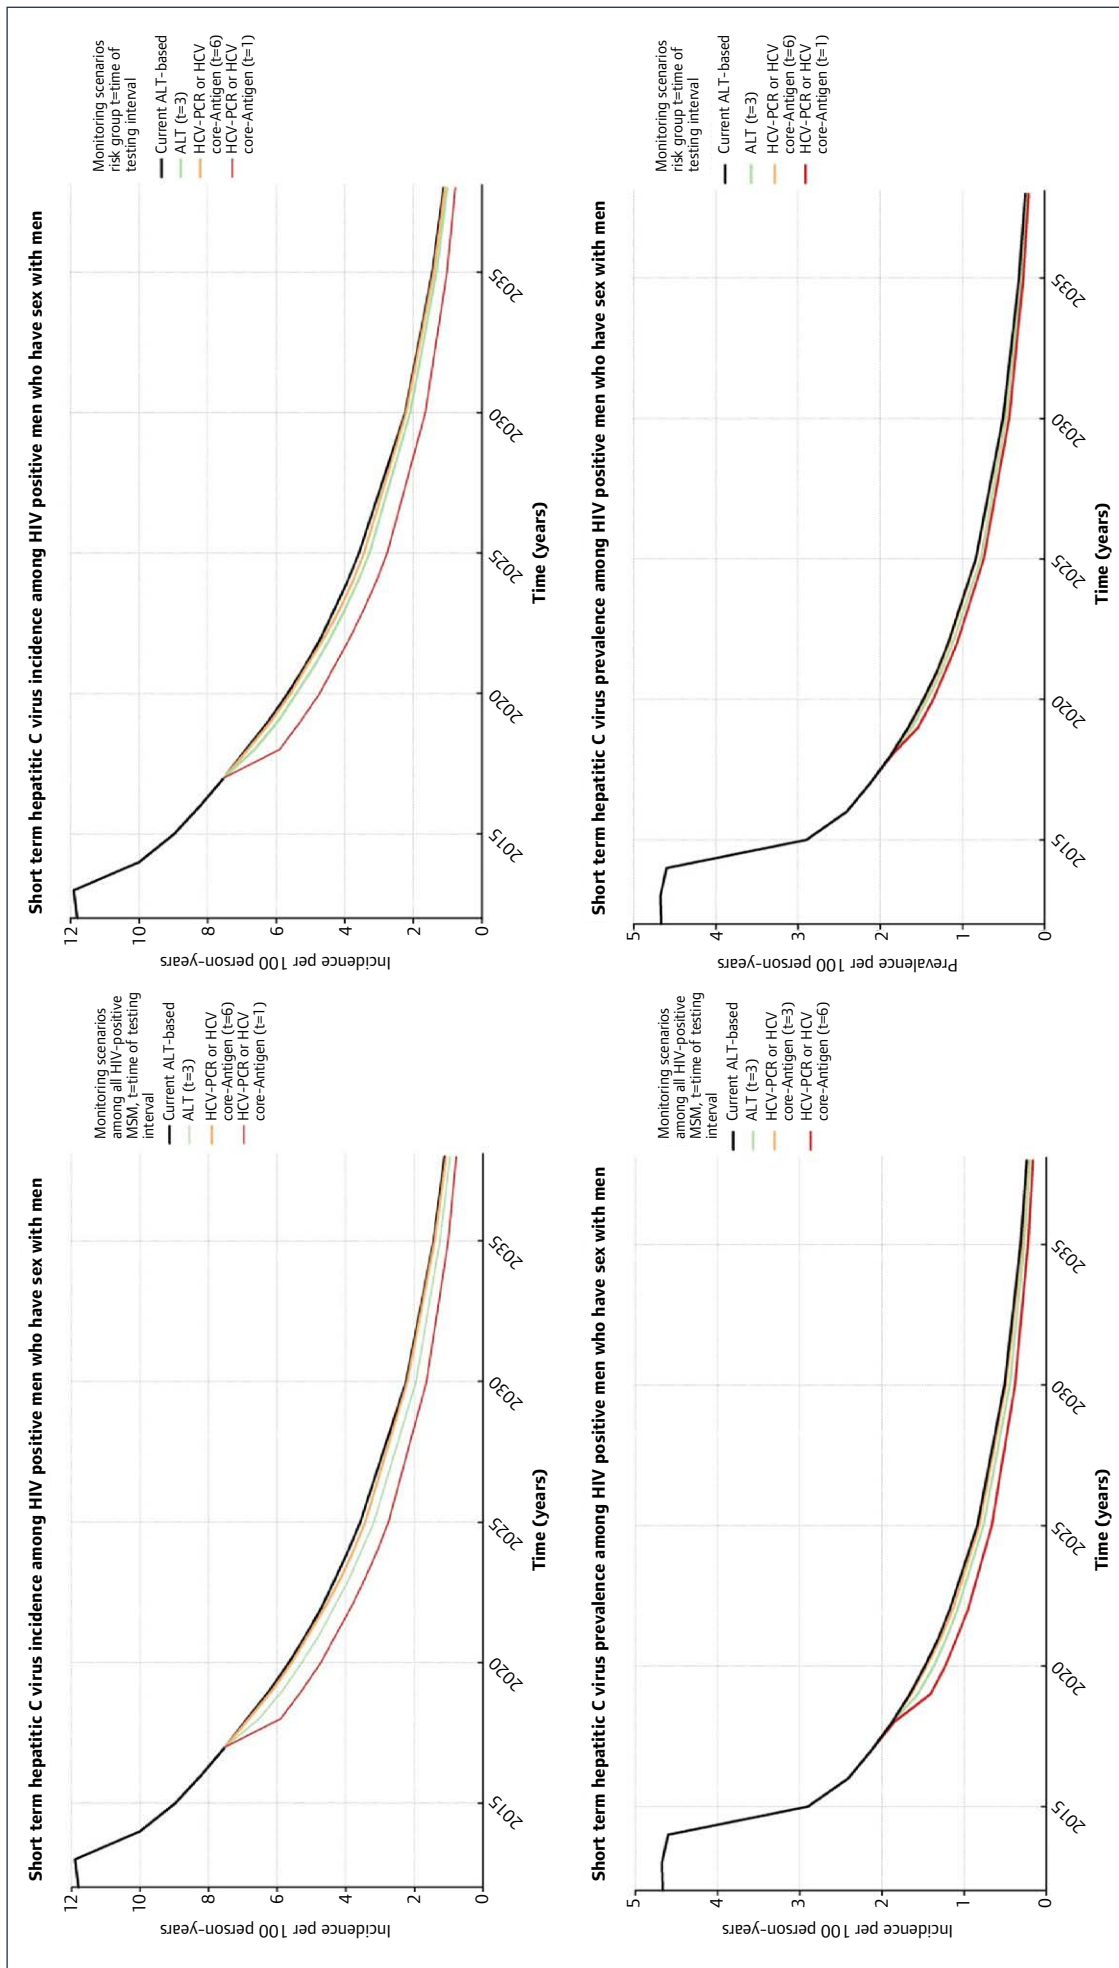 Short term hepatitic C virus incidence among HIV positive men who have sex with men
Incidence per 100 person-years
12
10
8
6
4
2
0
2015
2020
2025
2030
2035
Time (years)
Monitoring scenarios
among all HIV-positive
MSM, t=time of testing
interval
Current ALT-based
ALT (t=3)
HCV-PCR or HCV
core-Antigen (t=6)
HCV-PCR or HCV
core-Antigen (t=1)
Short term hepatitic C virus incidence among HIV positive men who have sex with men
Incidence per 100 person-years
12
10
8
6
4
2
0
2015
2020
2025
2030
2035
Time (years)
Monitoring scenarios
risk group t=time of
testing interval
Current ALT-based
ALT (t=3)
HCV-PCR or HCV
core-Antigen (t=6)
HCV-PCR or HCV
core-Antigen (t=1)
Short term hepatitic C virus prevalence among HIV positive men who have sex with men
Incidence per 100 person-years
5
4
3
2
1
0
2015
2020
2025
2030
2035
Time (years)
Monitoring scenarios
among all HIV-positive
MSM, t=time of testing
interval
Current ALT-based
ALT (t=3)
HCV-PCR or HCV
core-Antigen (t=3)
HCV-PCR or HCV
core-Antigen (t=6)
Short term hepatitic C virus prevalence among HIV positive men who have sex with men
Prevalence per 100 person-years
5
4
3
2
1
0
2015
2020
2025
2030
2035
Time (years)
Monitoring scenarios
risk group t=time of
testing interval
Current ALT-based
ALT (t=3)
HCV-PCR or HCV
core-Antigen (t=6)
HCV-PCR or HCV
core-Antigen (t=1)